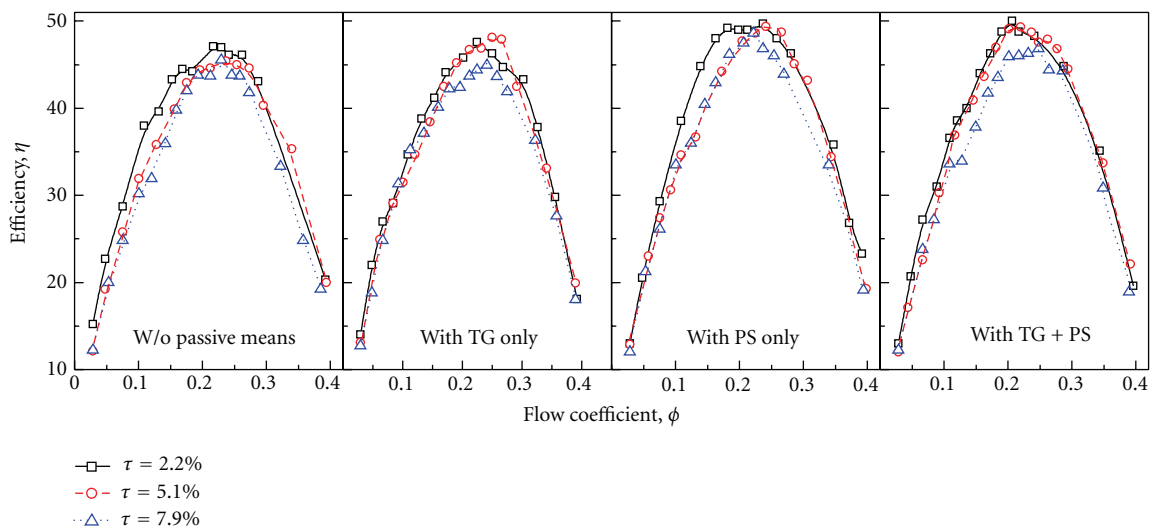 50
40
30
20
10
Efficiency, η
W/o passive means
With TG only
With PS only
With TG + PS
0 0.1 0.2 0.3 0.4 0.1 0.2 0.3 0.4 0.1 0.2 0.3 0.4 0.1 0.2 0.3 0.4
Flow coefficient, ϕ
τ = 2.2%
τ = 5.1%
τ = 7.9%